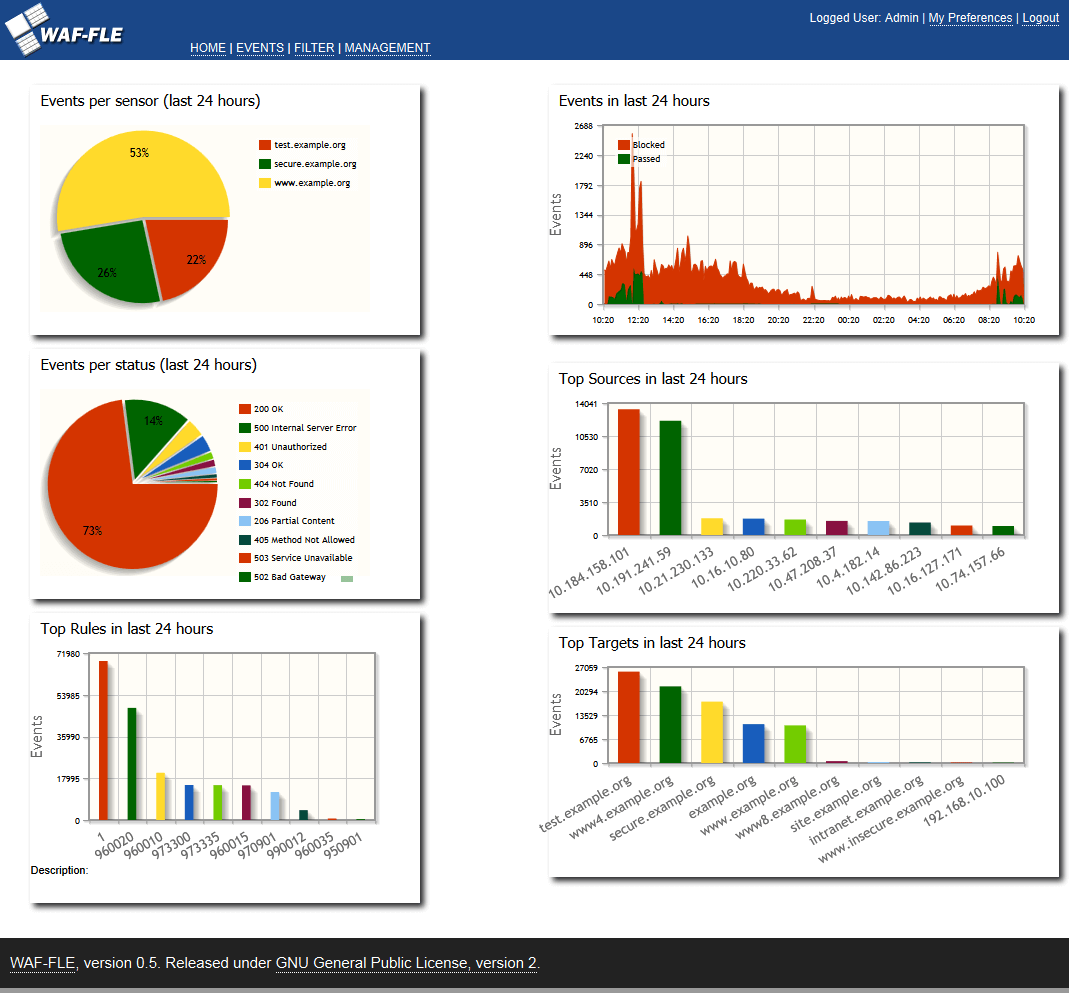 WAF-FLE
Logged User: Admin | My Preferences | Logout
HOME | EVENTS | FILTER | MANAGEMENT
Events per sensor (last 24 hours)
53%
26%
22%
test.example.org
secure.example.org
www.example.org
Events in last 24 hours
Events
2688
2240
1792
1344
896
448
0
Blocked
Passed
10:20 12:20 14:20 16:20 18:20 20:20 22:20 00:20 02:20 04:20 06:20 08:20 10:20
Events per status (last 24 hours)
14%
73%
200 OK
500 Internal Server Error
401 Unauthorized
304 OK
404 Not Found
302 Found
206 Partial Content
405 Method Not Allowed
503 Service Unavailable
502 Bad Gateway
Top Sources in last 24 hours
Events
14041
10530
7020
3510
0
10.184.158.101
10.191.241.59
10.21.230.133
10.16.10.80
10.220.33.62
10.47.208.37
10.4.182.14
10.142.86.223
10.16.127.171
10.74.157.66
Top Rules in last 24 hours
Events
71980
53985
35990
17995
0
1
960020
960010
973300
973335
960015
970901
990012
960035
950901
Description:
Top Targets in last 24 hours
Events
27059
20294
13529
6765
0
test.example.org
www4.example.org
secure.example.org
example.org
www.example.org
www8.example.org
site.example.org
intranet.example.org
www.insecure.example.org
192.168.10.100
WAF-FLE, version 0.5. Released under GNU General Public License, version 2.